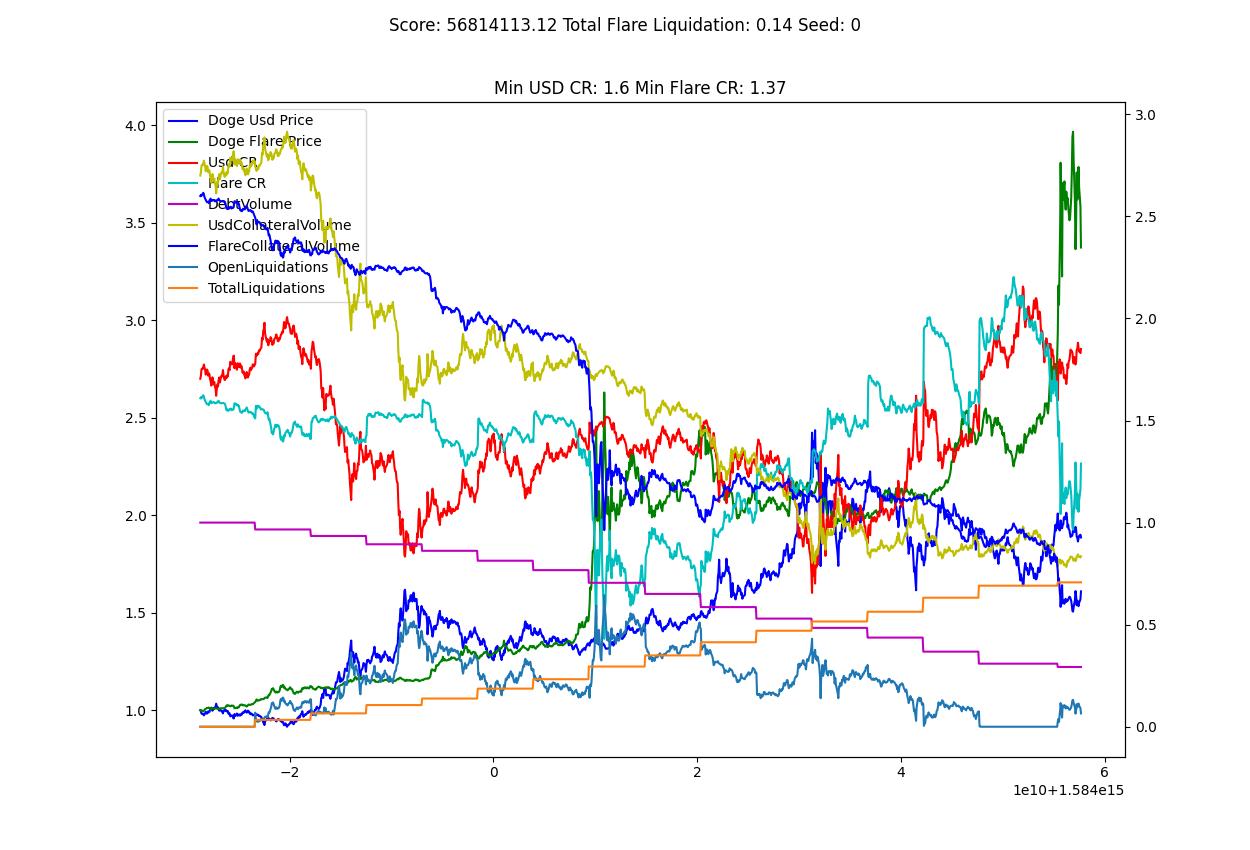 Score: 56814113.12 Total Flare Liquidation: 0.14 Seed: 0
Min USD CR: 1.6 Min Flare CR: 1.37
Doge Usd Price
Doge Flare Price
Usd CR
Flare CR
DebtVolume
UsdCollateralVolume
FlareCollateralVolume
OpenLiquidations
TotalLiquidations
4.0
3.5
3.0
2.5
2.0
1.5
1.0
3.0
2.5
2.0
1.5
1.0
0.5
0.0
−2
0
2
4
6
1e10+1.584e15